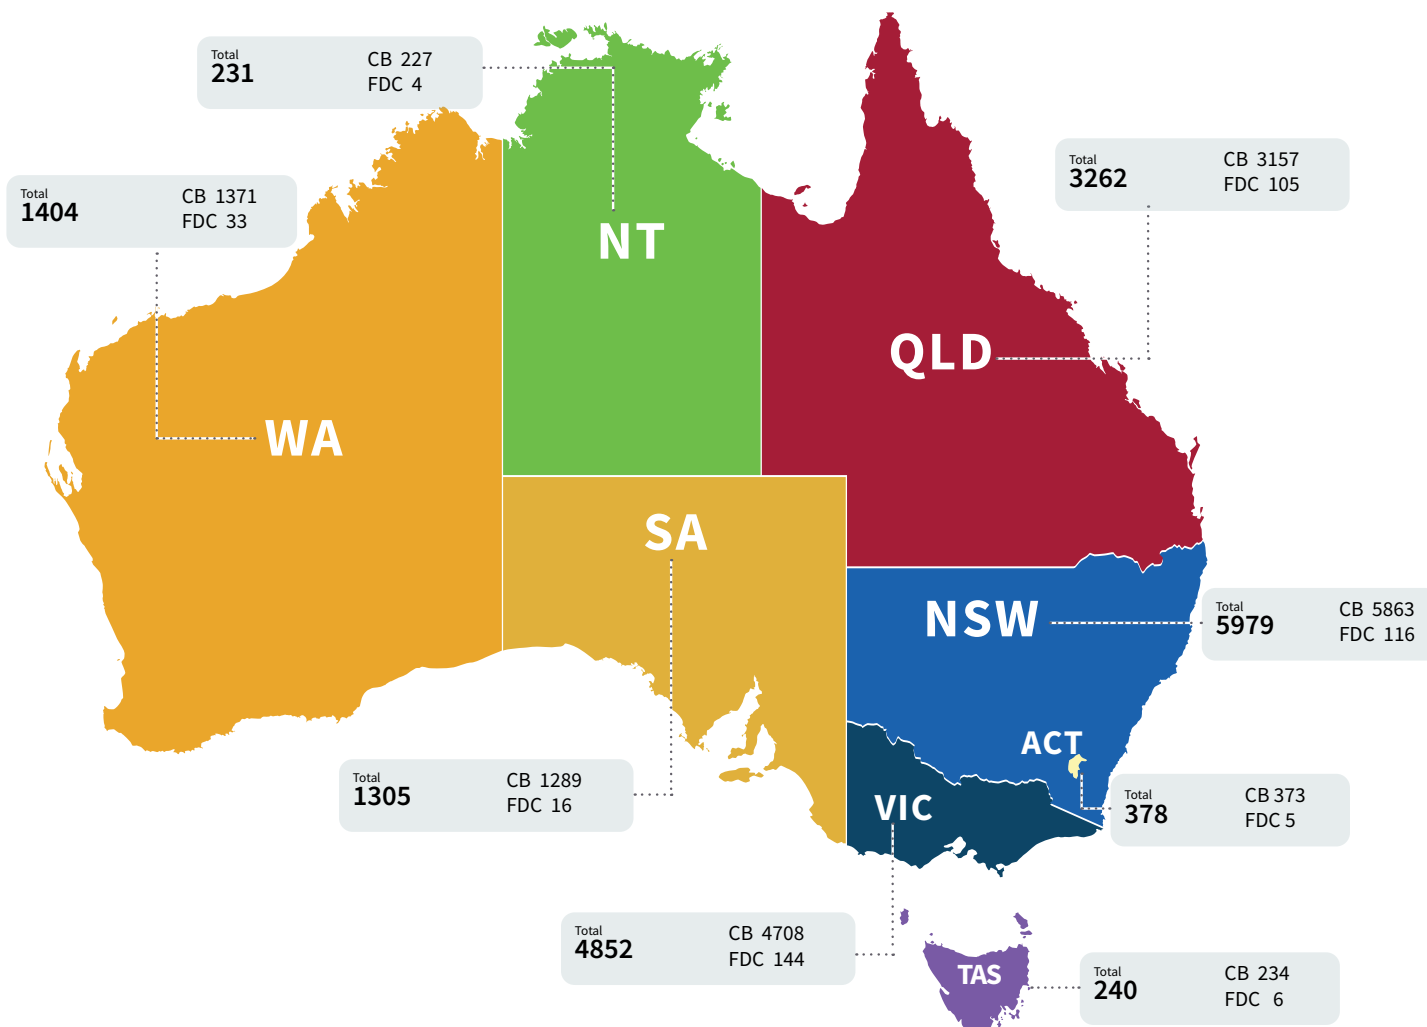 Total
231
CB 227
FDC 4
Total
1404
CB 1371
FDC 33
Total
3262
CB 3157
FDC 105
NT
QLD
WA
SA
NSW
Total
5979
CB 5863
FDC 116
ACT
Total
1305
CB 1289
FDC 16
VIC
Total
378
CB 373
FDC 5
Total
4852
CB 4708
FDC 144
TAS
Total
240
CB 234
FDC 6